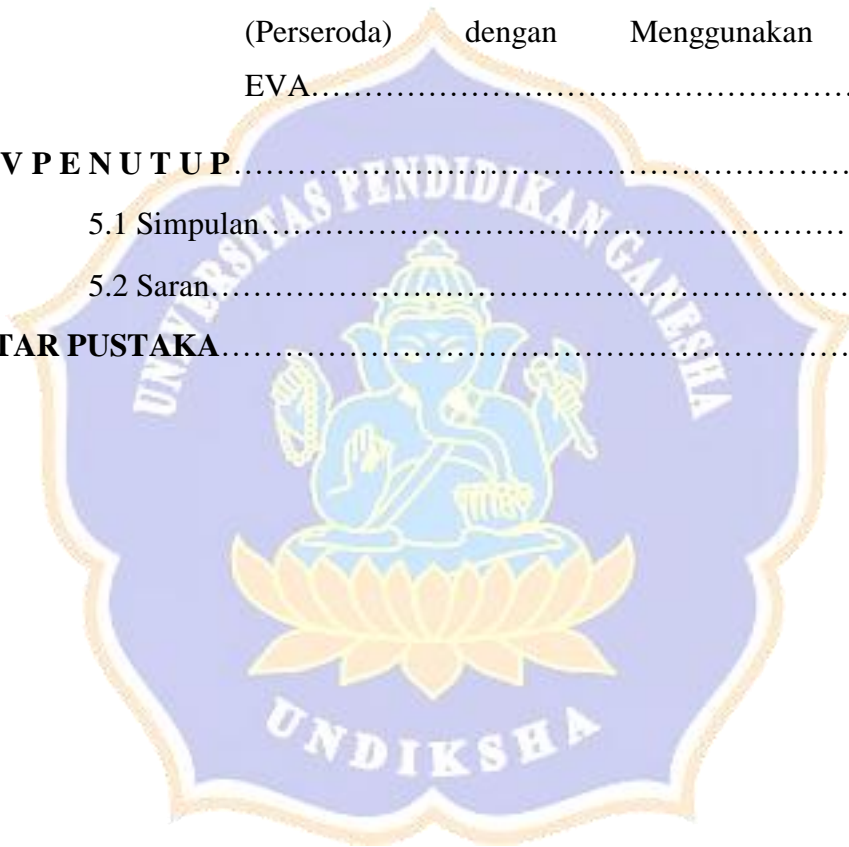 (Perseroda) dengan Menggunakan
EVA……………………………………………
V P E N U T U P……………………………………………………
5.1 Simpulan………………………………………………
5.2 Saran……………………………………………………
TAR PUSTAKA……………………………………………………
UNIVERSITAS PENDIDIKAN GANESHA
UNDIKSHA